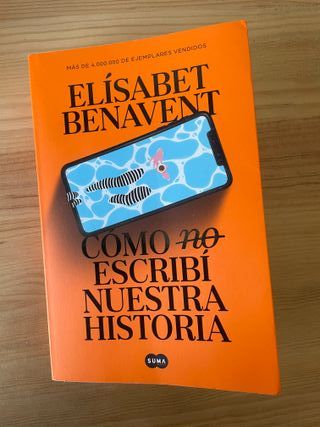 MÁS DE 4.000.000 DE EJEMPLARES VENDIDOS
ELÍSABET
BENAVENT
CÓMO no
ESCRIBÍ
NUESTRA
HISTORIA
SUMA